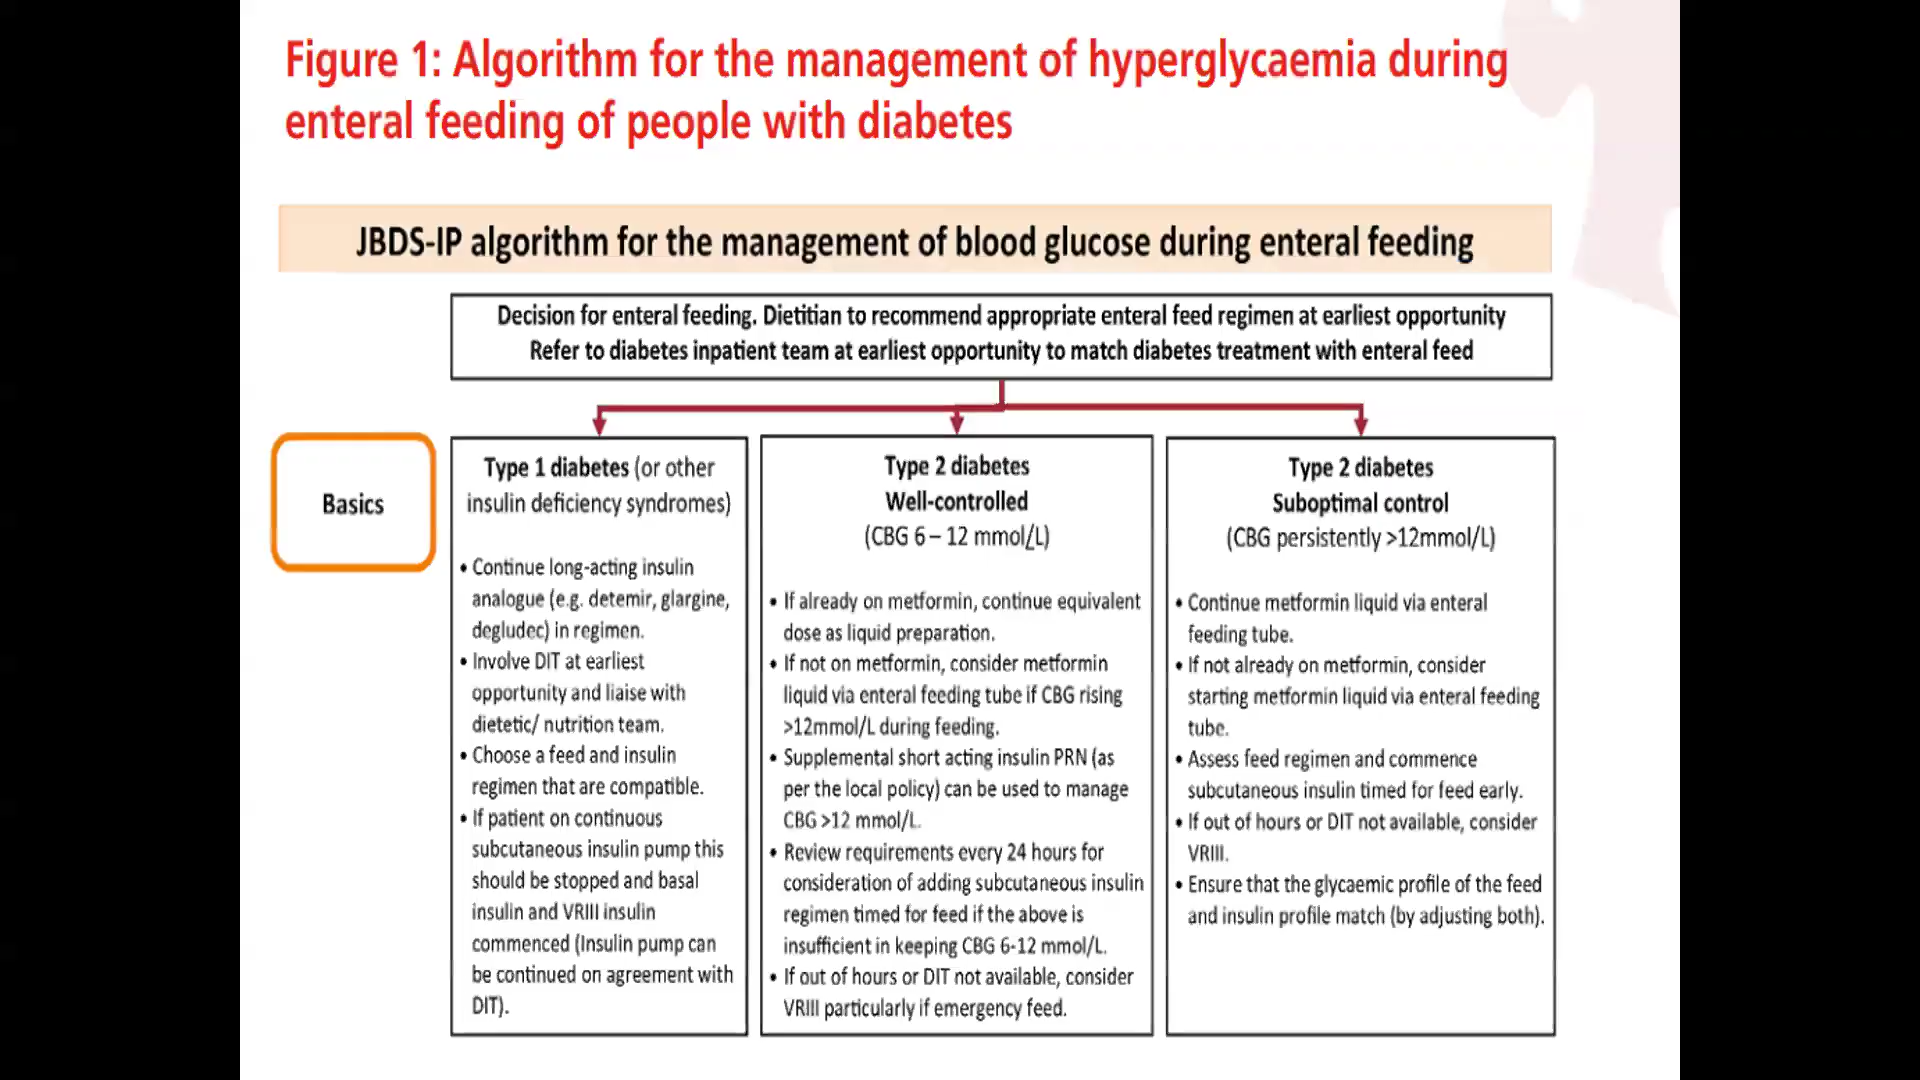 Figure 1: Algorithm for the management of hyperglycaemia during
enteral feeding of people with diabetes
JBDS-IP algorithm for the management of blood glucose during enteral feeding
Decision for enteral feeding. Dietitian to recommend appropriate enteral feed regimen at earliest opportunity
Refer to diabetes inpatient team at earliest opportunity to match diabetes treatment with enteral feed
Basics
Type 1 diabetes (or other
insulin deficiency syndromes)
• Continue long-acting insulin
analogue (e.g. detemir, glargine,
degludec) in regimen.
• Involve DIT at earliest
opportunity and liaise with
dietetic/ nutrition team.
• Choose a feed and insulin
regimen that are compatible.
• If patient on continuous
subcutaneous insulin pump this
should be stopped and basal
insulin and VRIII insulin
commenced (Insulin pump can
be continued on agreement with
DIT).
Type 2 diabetes
Well-controlled
(CBG 6 – 12 mmol/L)
• If already on metformin, continue equivalent
dose as liquid preparation.
• If not on metformin, consider metformin
liquid via enteral feeding tube if CBG rising
>12mmol/L during feeding.
• Supplemental short acting insulin PRN (as
per the local policy) can be used to manage
CBG >12 mmol/L.
• Review requirements every 24 hours for
consideration of adding subcutaneous insulin
regimen timed for feed if the above is
insufficient in keeping CBG 6-12 mmol/L.
• If out of hours or DIT not available, consider
VRIII particularly if emergency feed.
Type 2 diabetes
Suboptimal control
(CBG persistently >12mmol/L)
• Continue metformin liquid via enteral
feeding tube.
• If not already on metformin, consider
starting metformin liquid via enteral feeding
tube.
• Assess feed regimen and commence
subcutaneous insulin timed for feed early.
• If out of hours or DIT not available, consider
VRIII.
• Ensure that the glycaemic profile of the feed
and insulin profile match (by adjusting both).